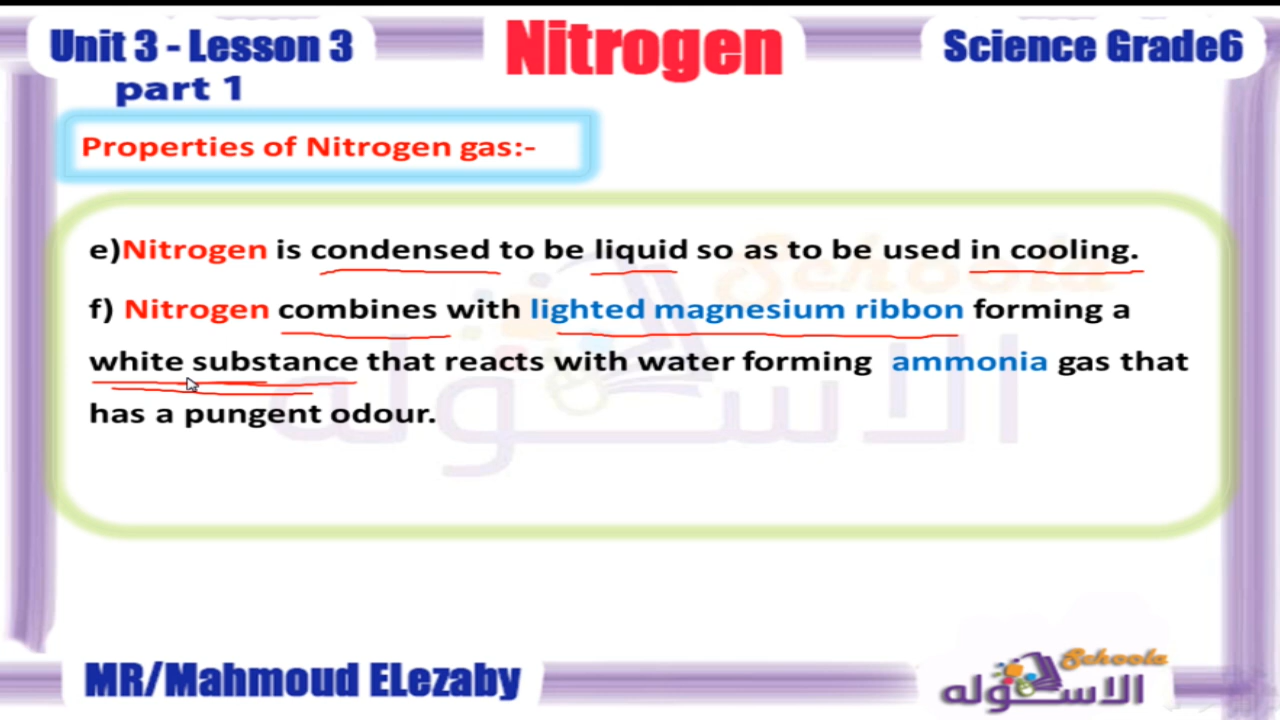 Unit 3 - Lesson 3
part 1
Nitrogen
Science Grade6
Properties of Nitrogen gas:-
e)Nitrogen is condensed to be liquid so as to be used in cooling.
f) Nitrogen combines with lighted magnesium ribbon forming a
white substance that reacts with water forming ammonia gas that
has a pungent odour.
MR/Mahmoud ELezaby
Schoola
الاسكوله